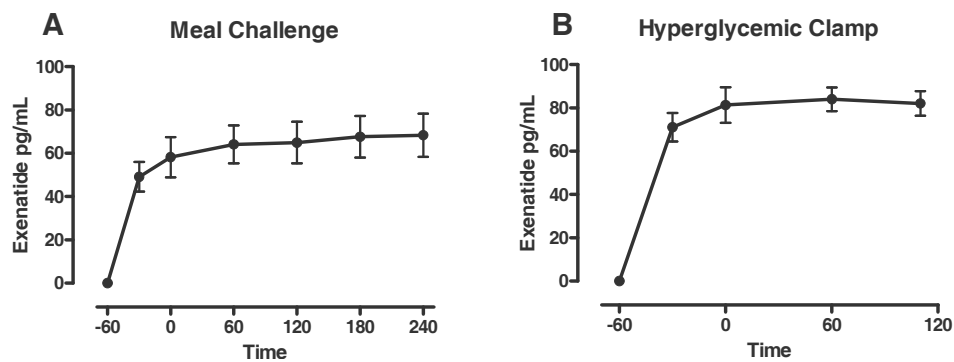 A
Meal Challenge
Exenatide pg/mL
100
80
60
40
20
0
-60 0 60 120 180 240
Time
B
Hyperglycemic Clamp
Exenatide pg/mL
100
80
60
40
20
0
-60 0 60 120
Time